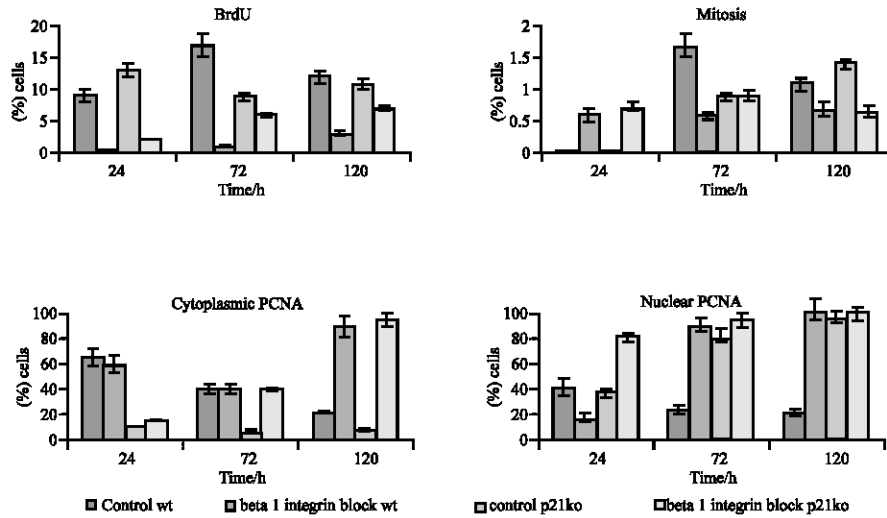 BrdU
20
15
10
5
0
(%) cells
24 72 120
Time/h
Mitosis
2
1.5
1
0.5
0
(%) cells
24 72 120
Time/h
Cytoplasmic PCNA
100
80
60
40
20
0
(%) cells
24 72 120
Time/h
Nuclear PCNA
100
80
60
40
20
0
(%) cells
24 72 120
Time/h
Control wt beta 1 integrin block wt control p21ko beta 1 integrin block p21ko